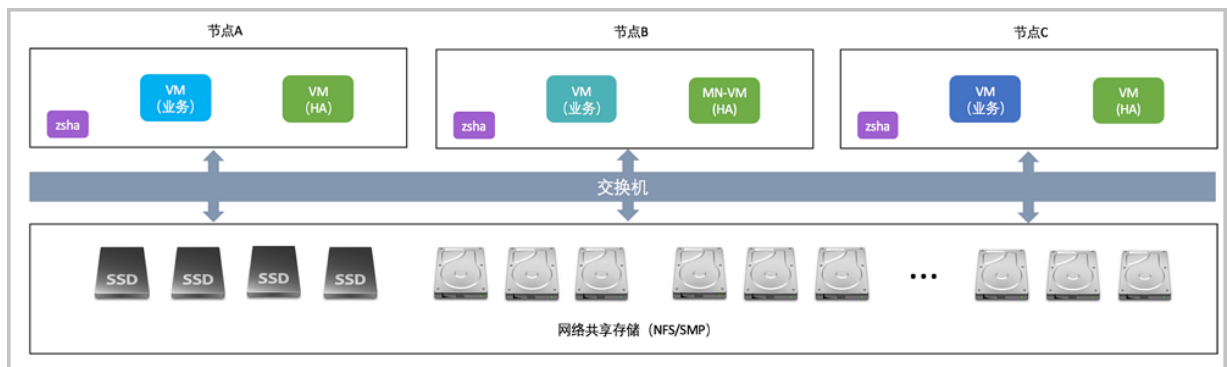 节点A
节点B
节点C
VM
(业务)
VM
(HA)
zsha
VM
(业务)
MN-VM
(HA)
zsha
VM
(业务)
VM
(HA)
zsha
交换机
SSD
SSD
SSD
SSD
...
网络共享存储（NFS/SMP）